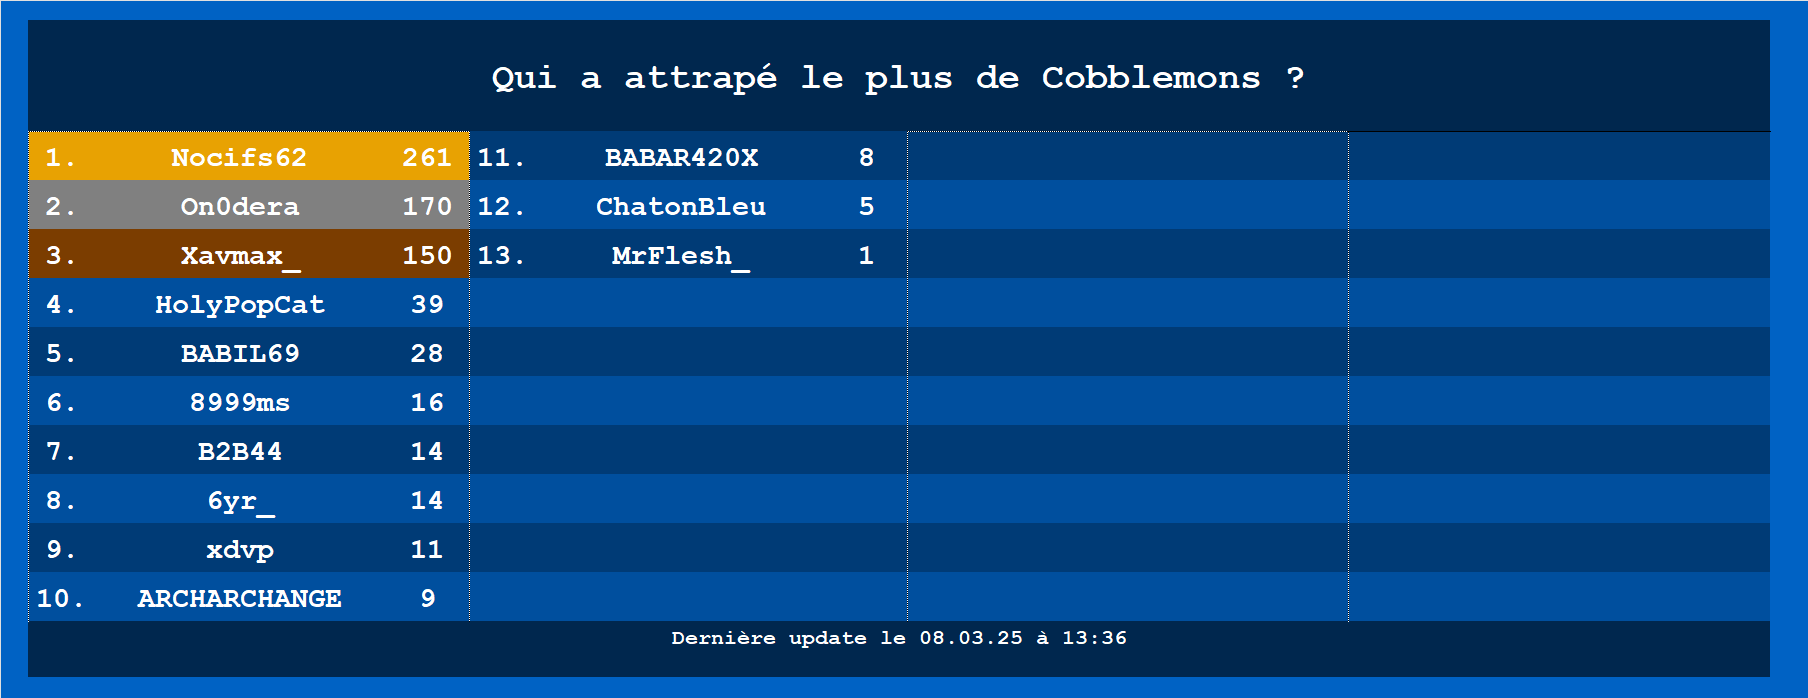 Qui a attrapé le plus de Cobblemons ?
1. Nocifs62 261
2. On0dera 170
3. Xavmax_ 150
4. HolyPopCat 39
5. BABIL69 28
6. 8999ms 16
7. B2B44 14
8. 6yr_ 14
9. xdvp 11
10. ARCHARCHANGE 9
11. BABAR420X 8
12. ChatonBleu 5
13. MrFlesh_ 1
Dernière update le 08.03.25 à 13:36